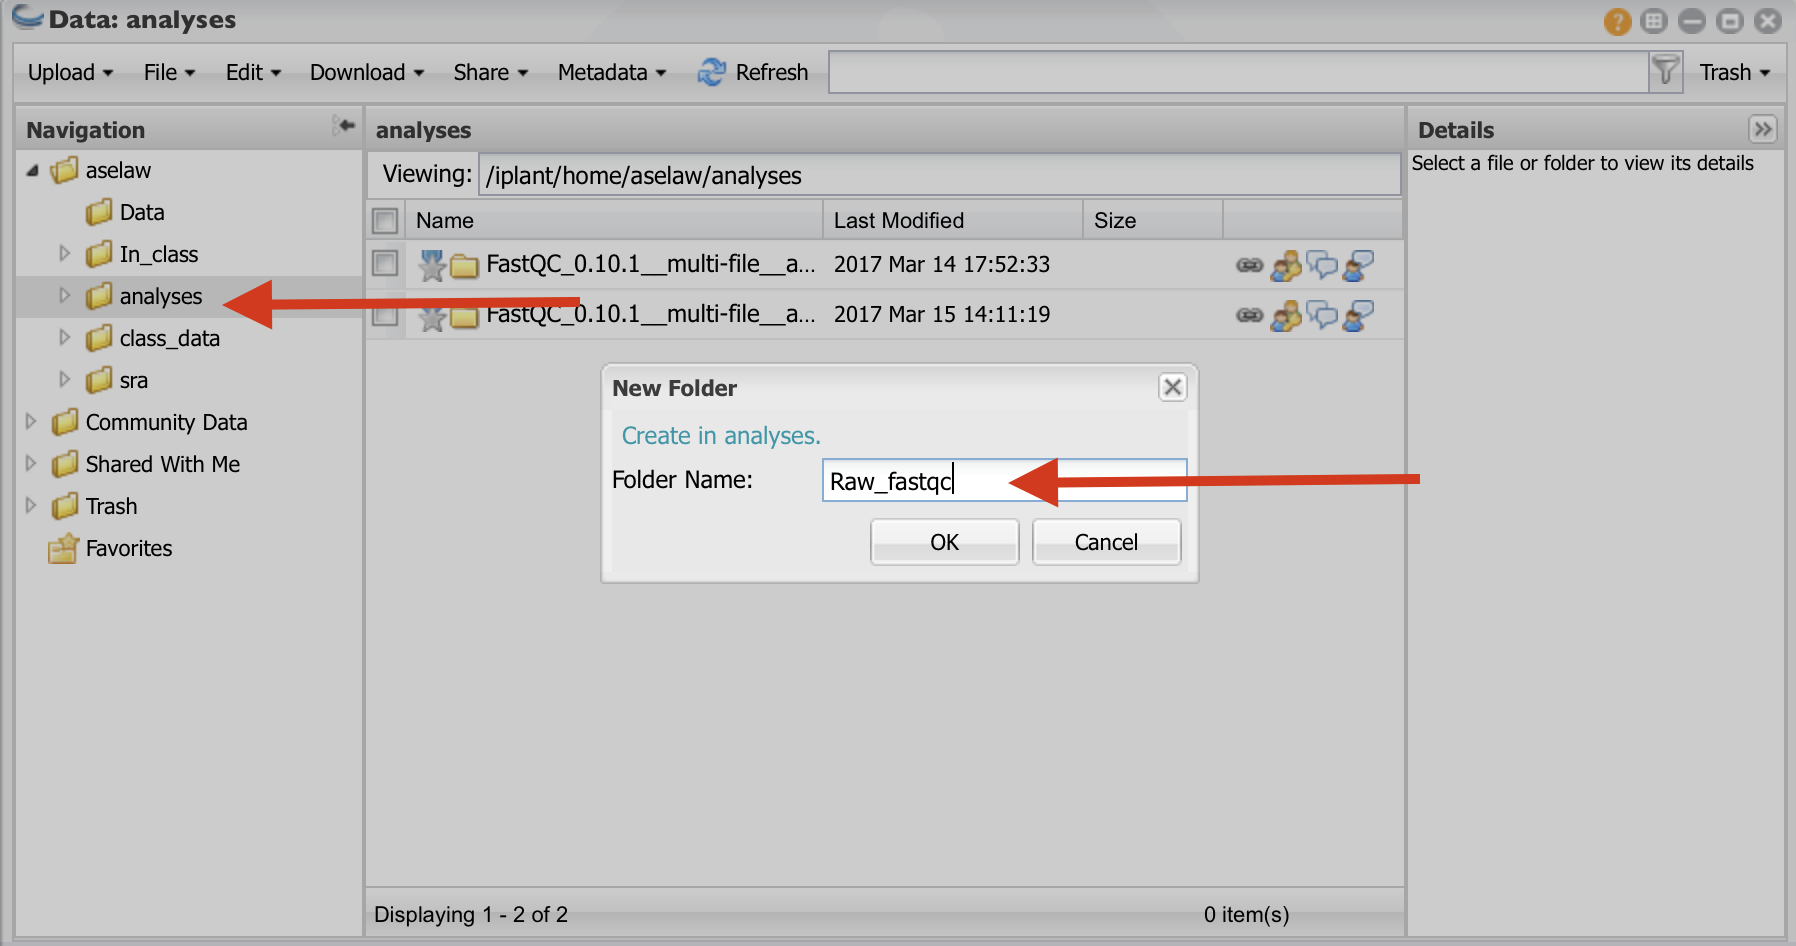 Data: analyses
Upload File Edit Download Share Metadata Refresh Trash
Navigation
aselaw
Data
In_class
analyses
class_data
sra
Community Data
Shared With Me
Trash
Favorites
analyses
Viewing: /iplant/home/aselaw/analyses
Name Last Modified Size
FastQC_0.10.1__multi-file__a... 2017 Mar 14 17:52:33
FastQC_0.10.1__multi-file__a... 2017 Mar 15 14:11:19
New Folder
Create in analyses.
Folder Name: Raw_fastqc
OK Cancel
Displaying 1 - 2 of 2 0 item(s)
Details
Select a file or folder to view its details